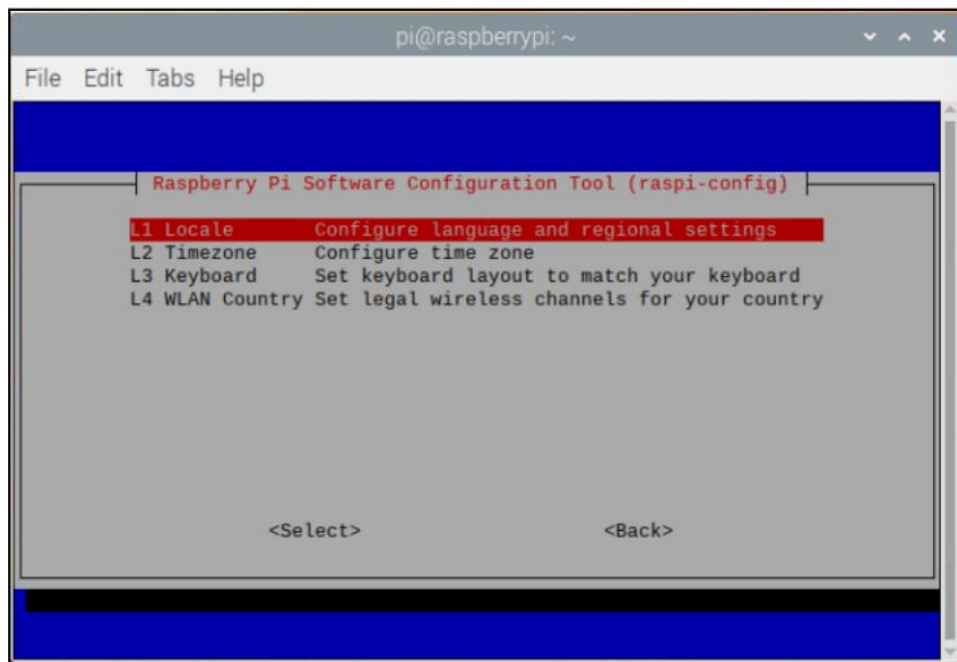 pi@raspberrypi: ~
File Edit Tabs Help
Raspberry Pi Software Configuration Tool (raspi-config)
L1 Locale Configure language and regional settings
L2 Timezone Configure time zone
L3 Keyboard Set keyboard layout to match your keyboard
L4 WLAN Country Set legal wireless channels for your country
<Select> <Back>